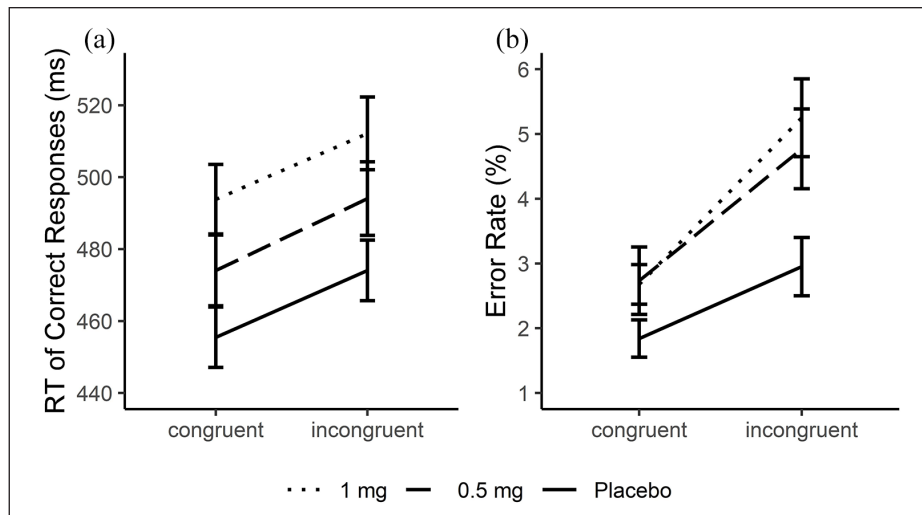 (a)
RT of Correct Responses (ms)
520
500
480
460
440
congruent incongruent
(b)
Error Rate (%)
6
5
4
3
2
1
congruent incongruent
1 mg 0.5 mg Placebo